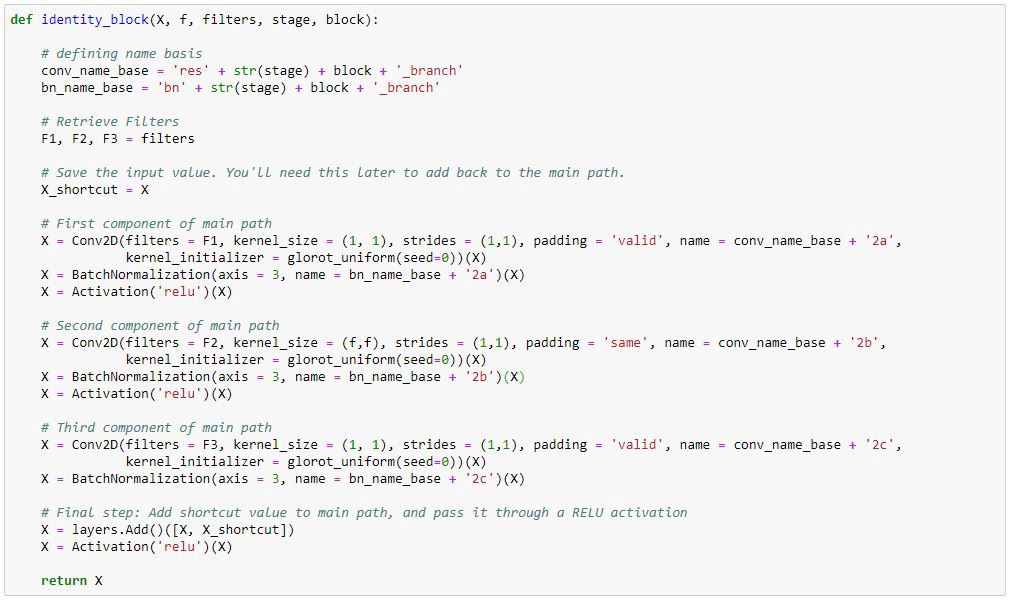 def identity_block(X, f, filters, stage, block):
# defining name basis
conv_name_base = 'res' + str(stage) + block + '_branch'
bn_name_base = 'bn' + str(stage) + block + '_branch'
# Retrieve Filters
F1, F2, F3 = filters
# Save the input value. You'll need this later to add back to the main path.
X_shortcut = X
# First component of main path
X = Conv2D(filters = F1, kernel_size = (1, 1), strides = (1,1), padding = 'valid', name = conv_name_base + '2a',
kernel_initializer = glorot_uniform(seed=0))(X)
X = BatchNormalization(axis = 3, name = bn_name_base + '2a')(X)
X = Activation('relu')(X)
# Second component of main path
X = Conv2D(filters = F2, kernel_size = (f,f), strides = (1,1), padding = 'same', name = conv_name_base + '2b',
kernel_initializer = glorot_uniform(seed=0))(X)
X = BatchNormalization(axis = 3, name = bn_name_base + '2b')(X)
X = Activation('relu')(X)
# Third component of main path
X = Conv2D(filters = F3, kernel_size = (1, 1), strides = (1,1), padding = 'valid', name = conv_name_base + '2c',
kernel_initializer = glorot_uniform(seed=0))(X)
X = BatchNormalization(axis = 3, name = bn_name_base + '2c')(X)
# Final step: Add shortcut value to main path, and pass it through a RELU activation
X = layers.Add()([X, X_shortcut])
X = Activation('relu')(X)
return X